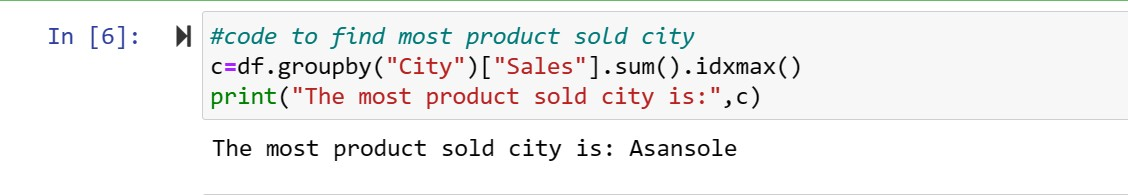 In [6]:
#code to find most product sold city
c=df.groupby("City")["Sales"].sum().idxmax()
print("The most product sold city is:",c)
The most product sold city is: Asansole